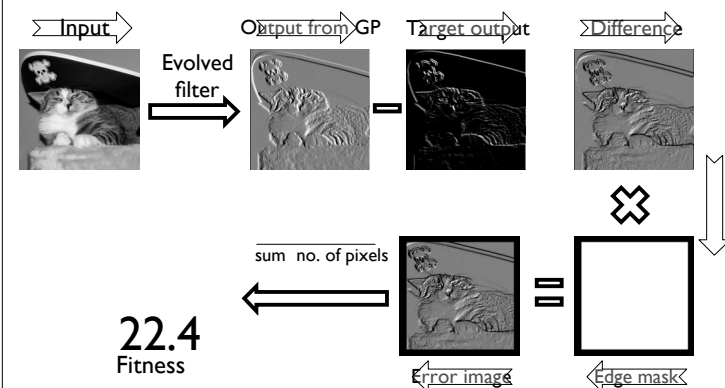 Input
Output from GP
Target output
Difference
Evolved
filter
sum no. of pixels
22.4
Fitness
Error image
Edge mask